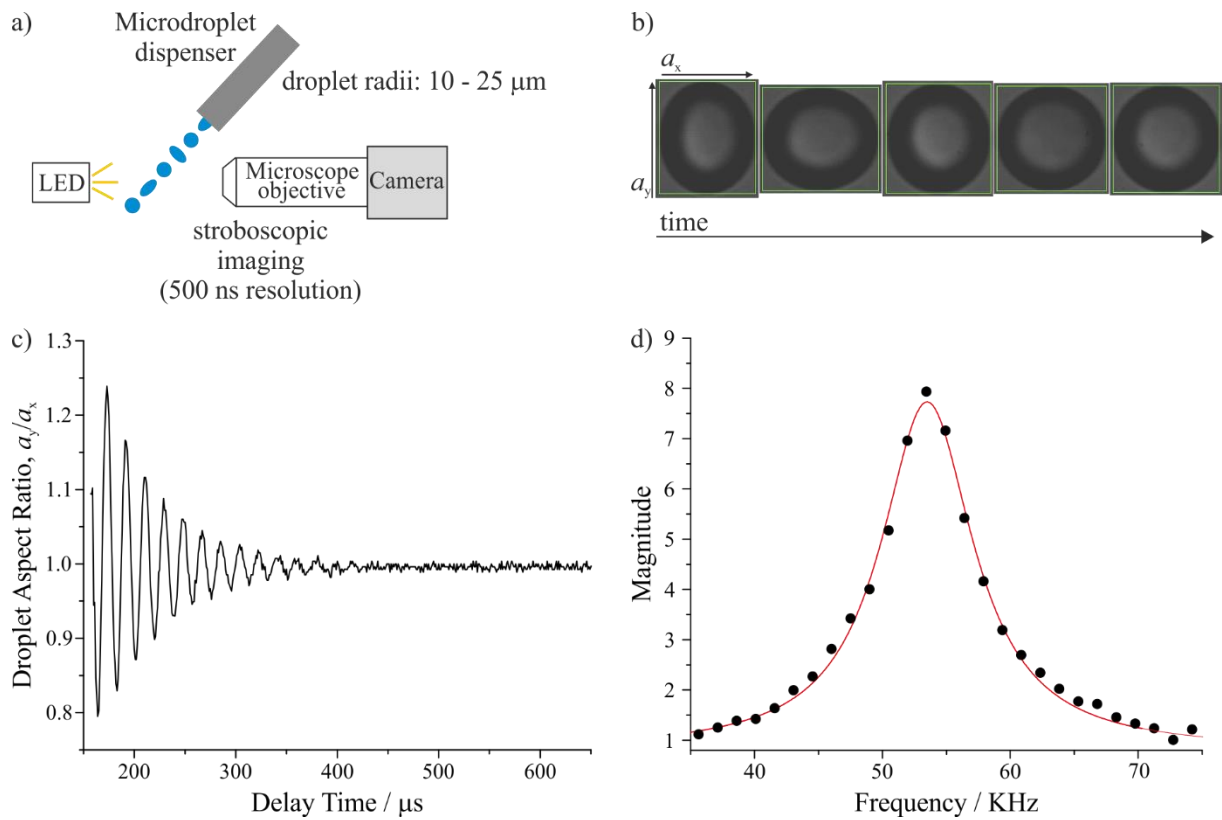 a)
Microdroplet
dispenser
droplet radii: 10 - 25 μm
LED
Microscope
objective
Camera
stroboscopic
imaging
(500 ns resolution)
b)
aₓ
a_y
time
c)
1.3
1.2
1.1
1.0
0.9
0.8
Droplet Aspect Ratio, a_y/aₓ
200
300
400
500
600
Delay Time / μs
d)
9
8
7
6
5
4
3
2
1
Magnitude
40
50
60
70
Frequency / KHz